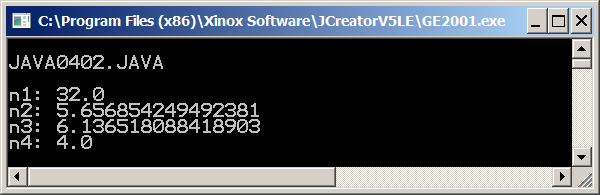 C:\Program Files (x86)\Xinox Software\JCreatorV5LE\GE2001.exe
JAVA0402.JAVA
n1: 32.0
n2: 5.656854249492381
n3: 6.136518088418903
n4: 4.0